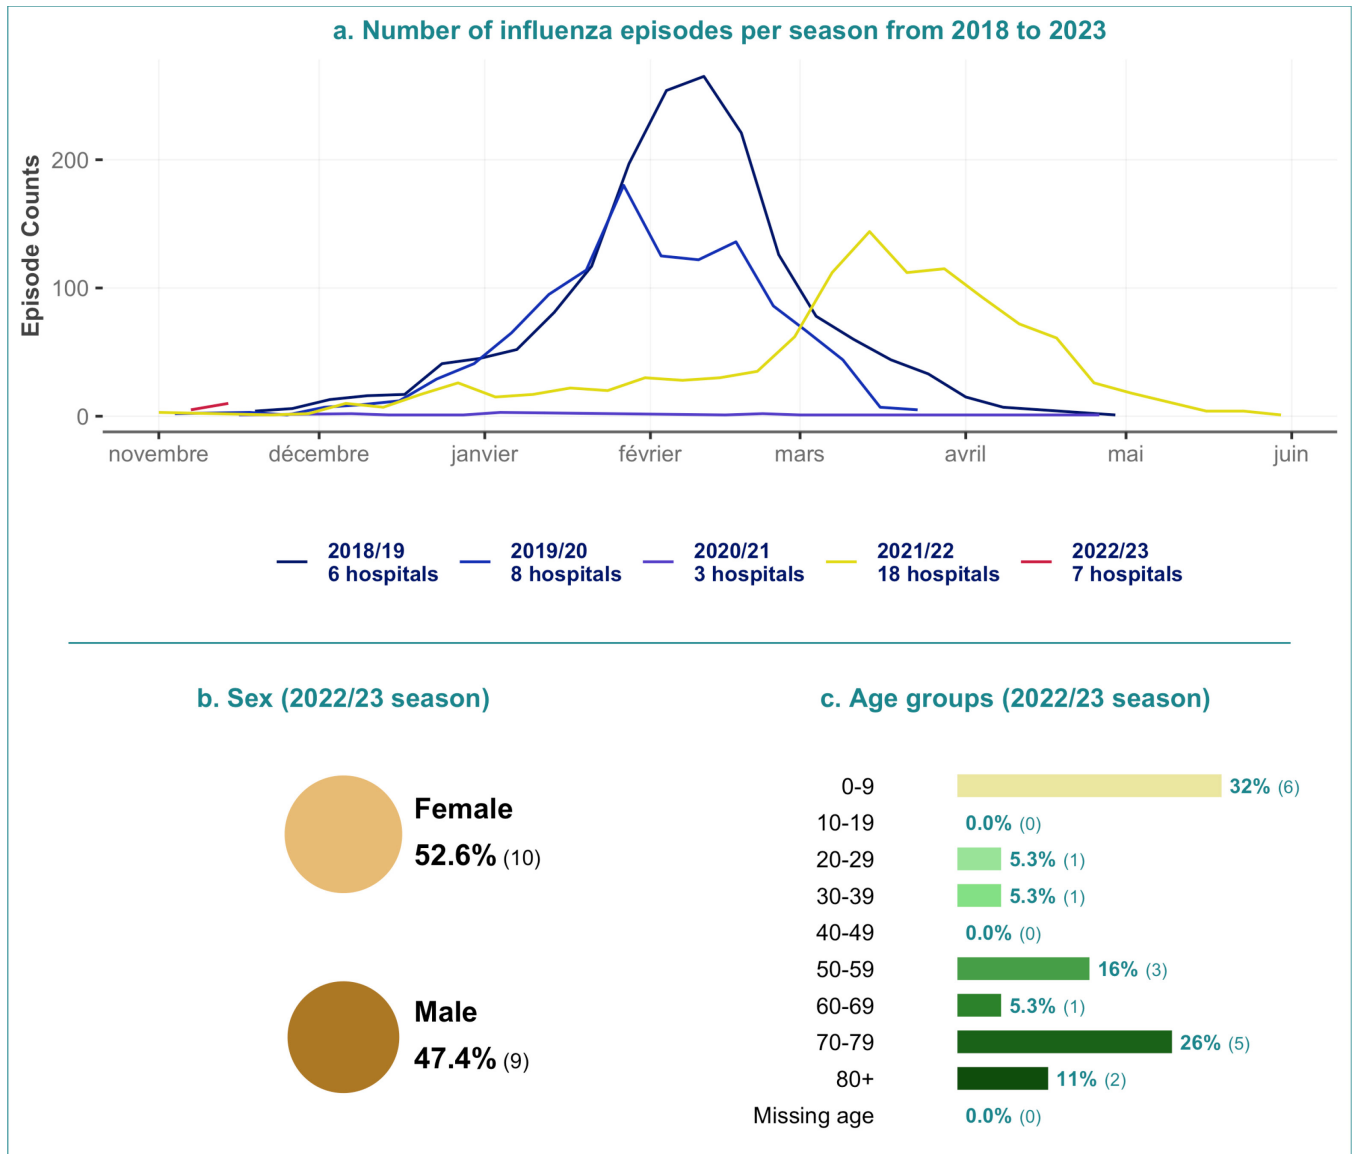 a. Number of influenza episodes per season from 2018 to 2023
Episode Counts
200
100
0
novembre décembre janvier février mars avril mai juin
2018/19 2019/20 2020/21 2021/22 2022/23
6 hospitals 8 hospitals 3 hospitals 18 hospitals 7 hospitals
b. Sex (2022/23 season)
Female
52.6% (10)
Male
47.4% (9)
c. Age groups (2022/23 season)
0-9 32% (6)
10-19 0.0% (0)
20-29 5.3% (1)
30-39 5.3% (1)
40-49 0.0% (0)
50-59 16% (3)
60-69 5.3% (1)
70-79 26% (5)
80+ 11% (2)
Missing age 0.0% (0)